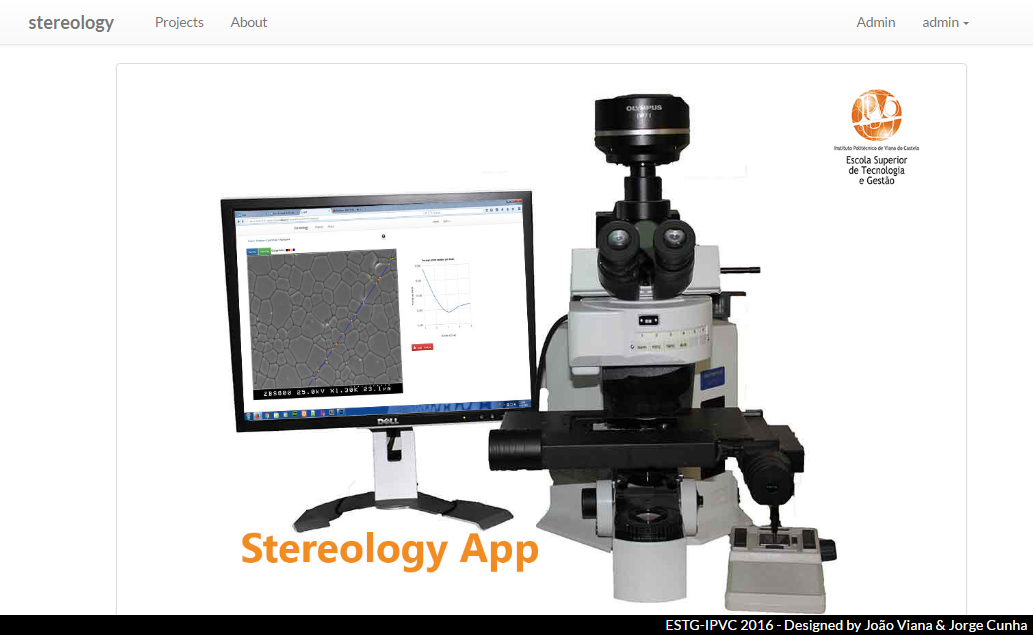 stereology
Projects
About
Admin
admin
OLYMPUS
Instituto Politécnico de Viana do Castelo
Escola Superior
de Tecnologia
e Gestão
ZBS000 25.0kV X1.30K 23.1µm
DELL
Stereology App
ESTG-IPVC 2016 - Designed by João Viana & Jorge Cunha